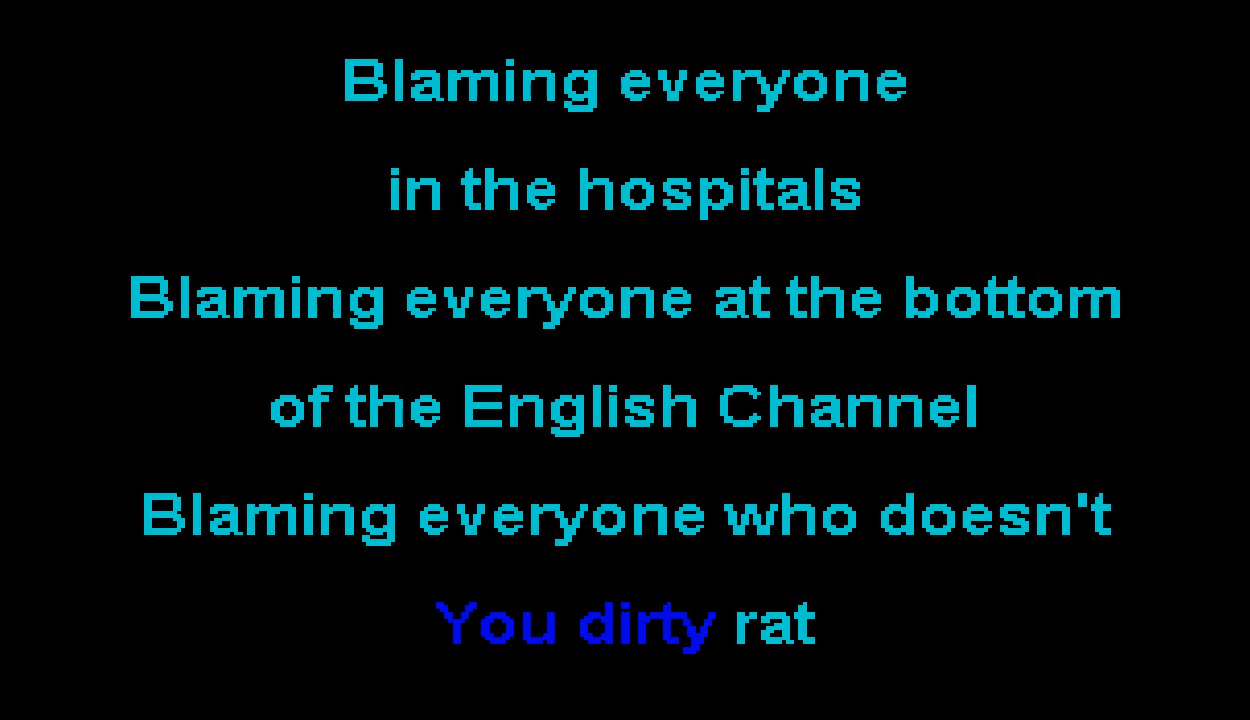 Blaming everyone
in the hospitals
Blaming everyone at the bottom
of the English Channel
Blaming everyone who doesn't
You dirty rat